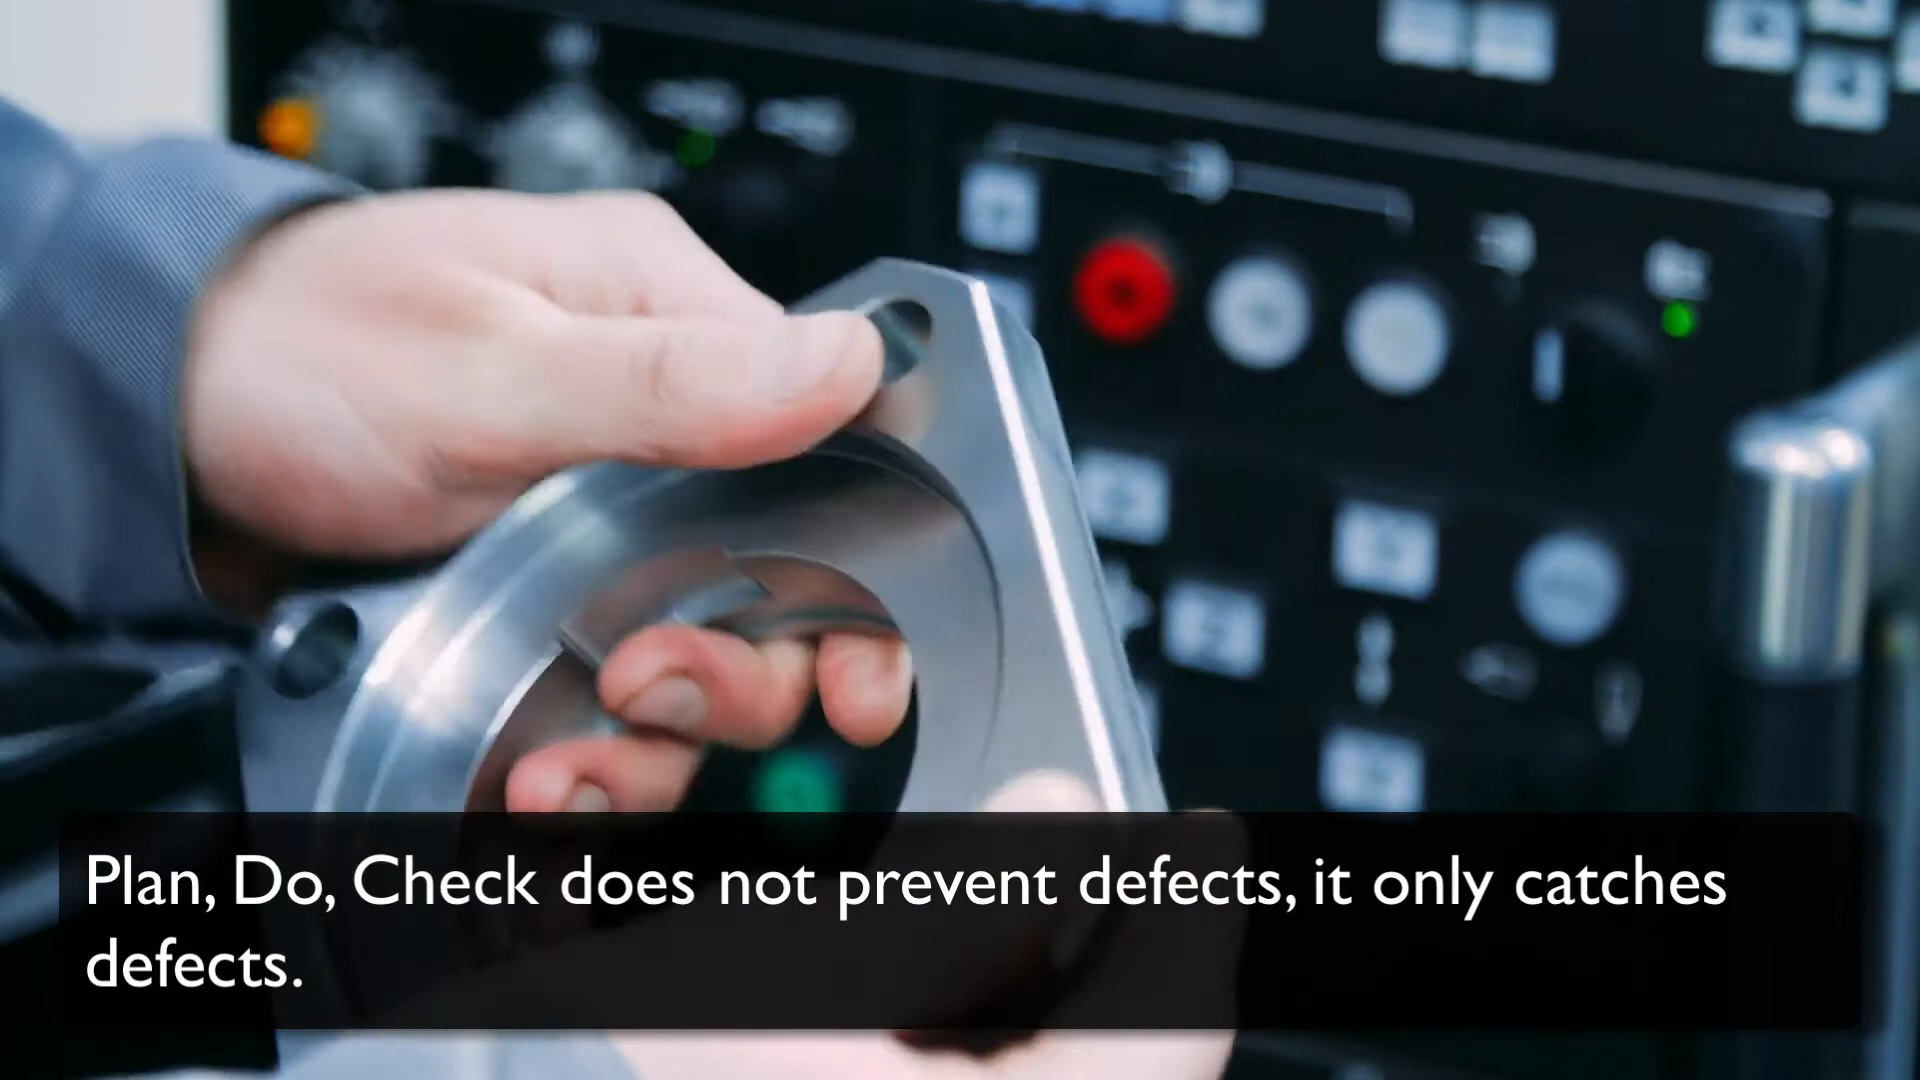 Plan, Do, Check does not prevent defects, it only catches
defects.